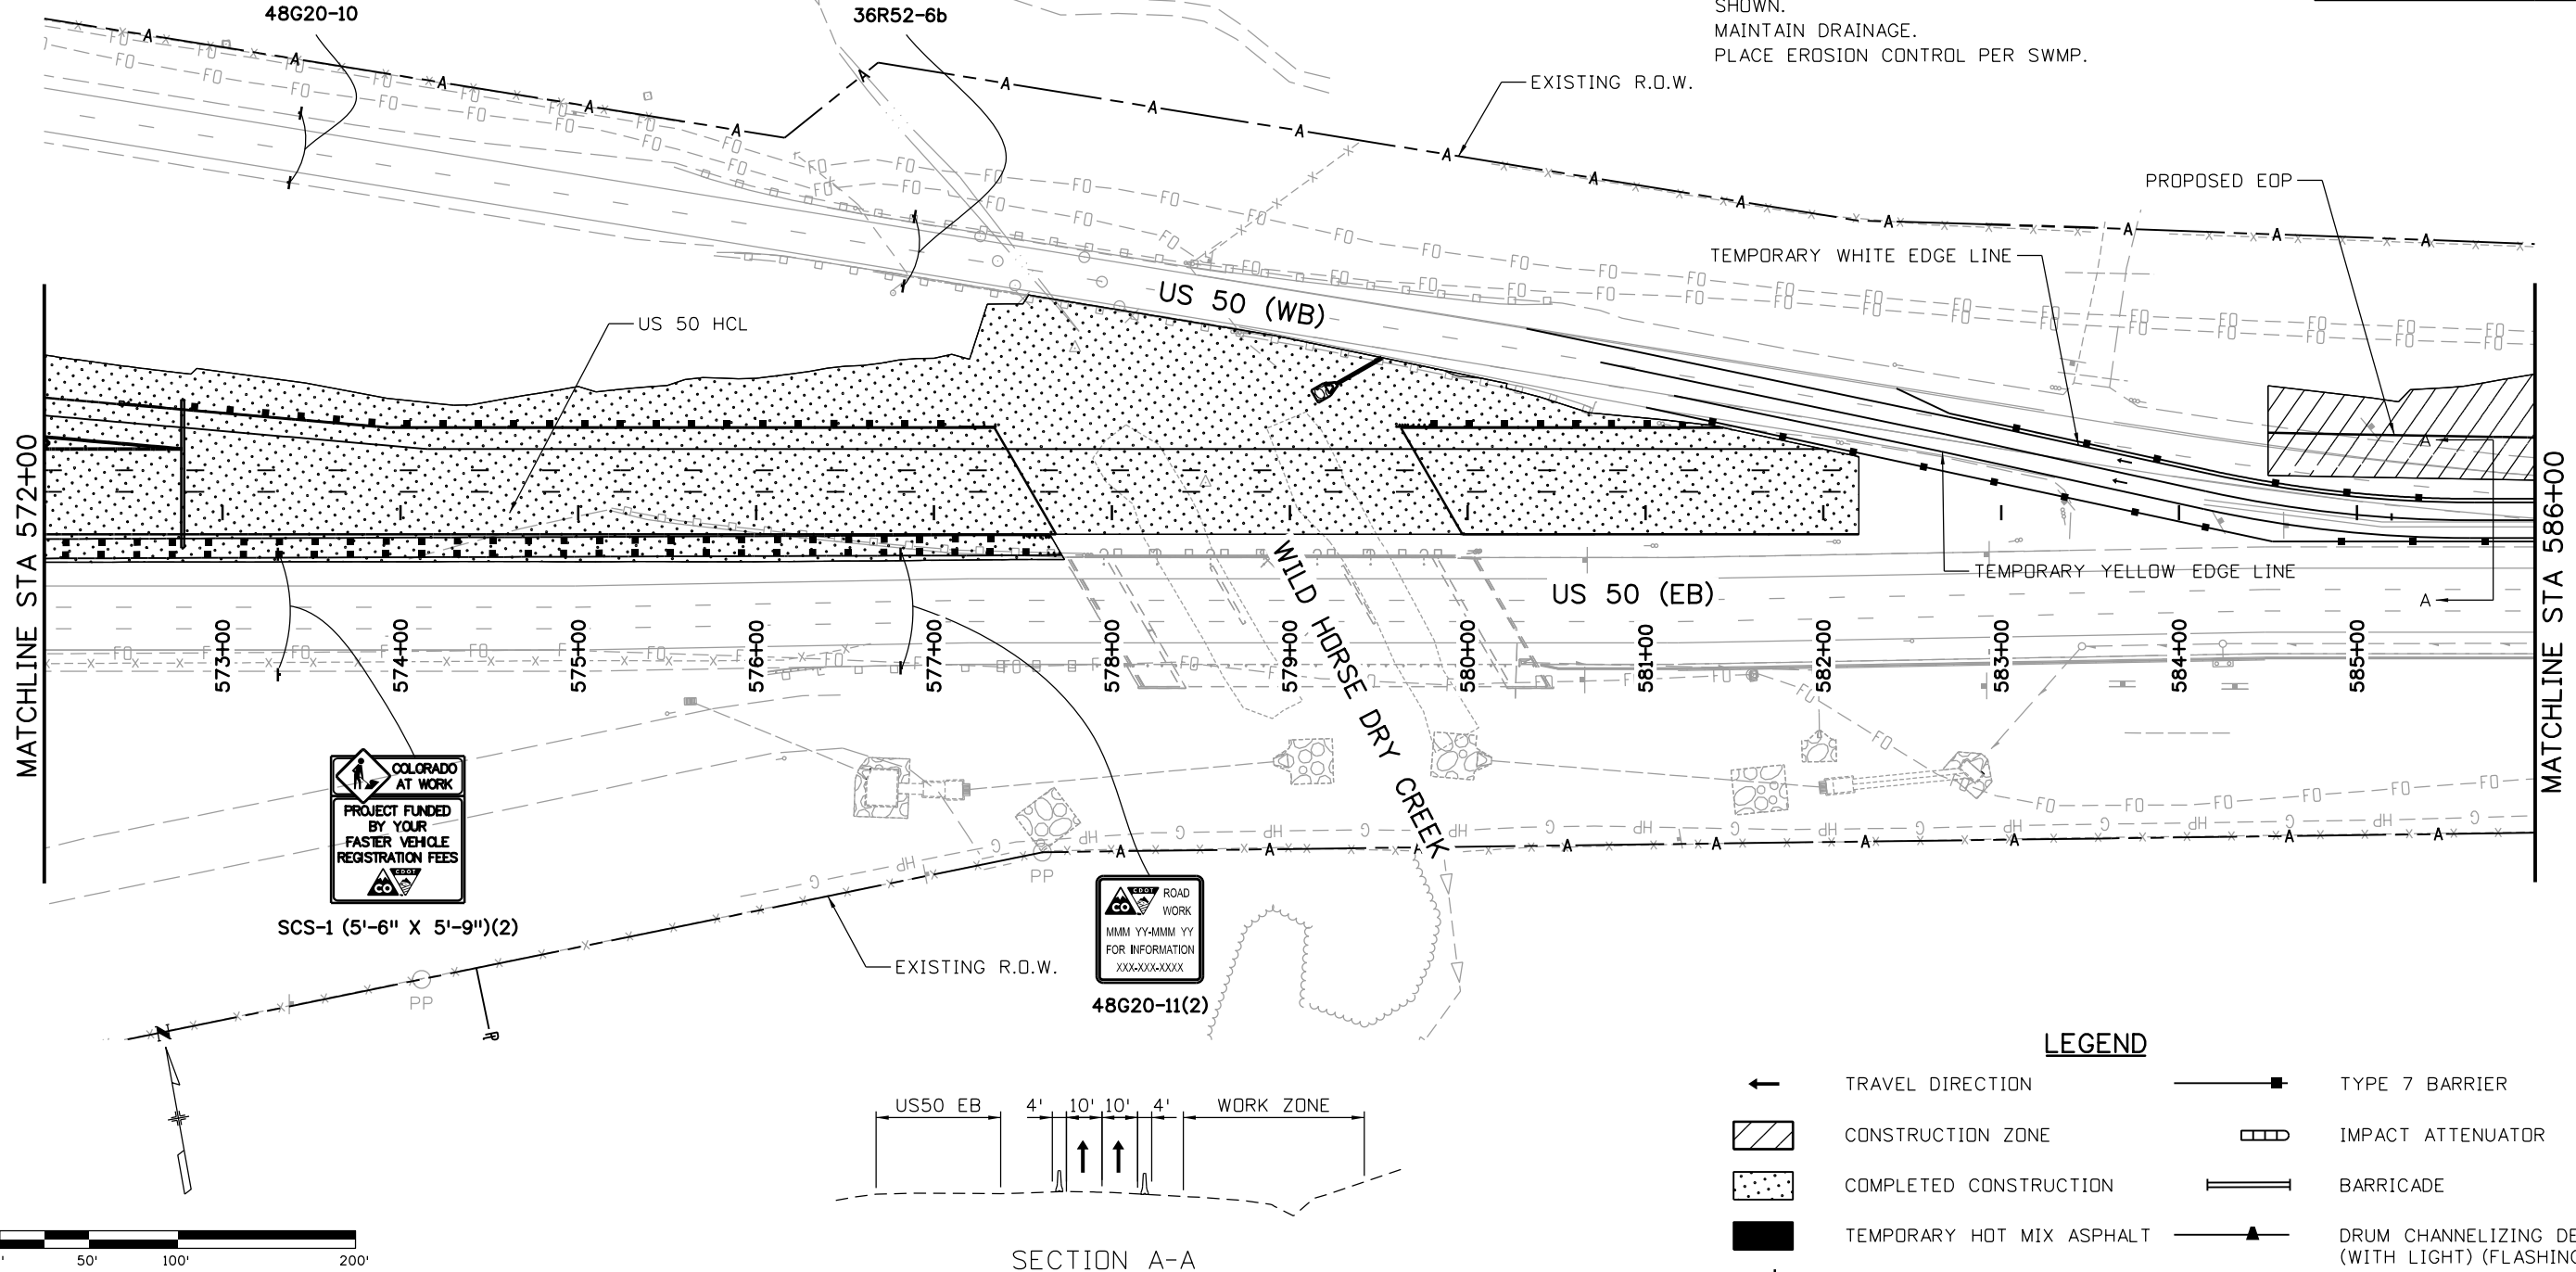 48G20-10
36R52-6b
SHOWN.
MAINTAIN DRAINAGE.
PLACE EROSION CONTROL PER SWMP.
EXISTING R.O.W.
PROPOSED EOP
TEMPORARY WHITE EDGE LINE
US 50 (WB)
US 50 HCL
MATCHLINE STA 572+00
MATCHLINE STA 586+00
A
TEMPORARY YELLOW EDGE LINE
US 50 (EB)
A
573+00
574+00
575+00
576+00
577+00
578+00
579+00
580+00
581+00
582+00
583+00
584+00
585+00
WILD HORSE DRY CREEK
COLORADO
AT WORK
PROJECT FUNDED
BY YOUR
FASTER VEHICLE
REGISTRATION FEES
CO
CDOT
SCS-1 (5'-6" X 5'-9")(2)
CO
CDOT
ROAD
WORK
MMM YY-MMM YY
FOR INFORMATION
XXX-XXX-XXXX
48G20-11(2)
PP
PP
EXISTING R.O.W.
N
US50 EB
4'
10'
10'
4'
WORK ZONE
SECTION A-A
50'
100'
200'
LEGEND
TRAVEL DIRECTION
TYPE 7 BARRIER
CONSTRUCTION ZONE
IMPACT ATTENUATOR
COMPLETED CONSTRUCTION
BARRICADE
TEMPORARY HOT MIX ASPHALT
DRUM CHANNELIZING DE
(WITH LIGHT) (FLASHING